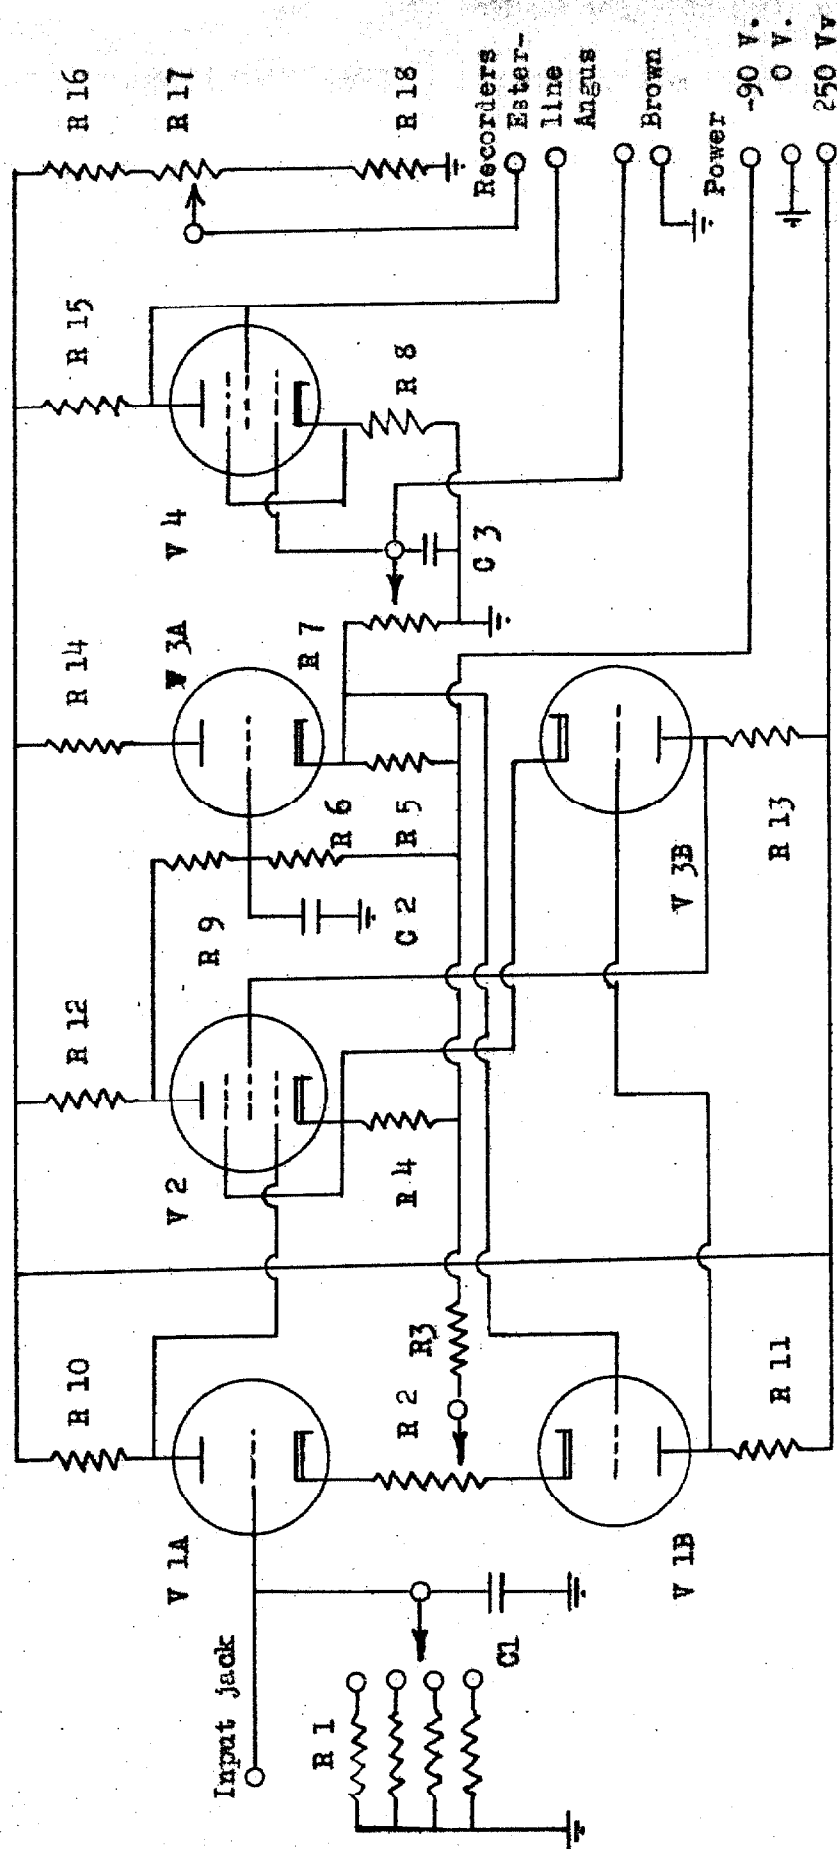 R 16
R 17
R 18
Recorders
Ester-
line
Angus
Brown
Power
-90 V.
0 V.
250 V.
R 15
V 4
R 8
C 3
R 14
V 3A
R 7
R 6
R 5
V 3B
R 13
R 12
R 9
C 2
V 2
R 4
R 10
R3
R 2
R 11
V 1A
V 1B
Input jack
R 1
C1